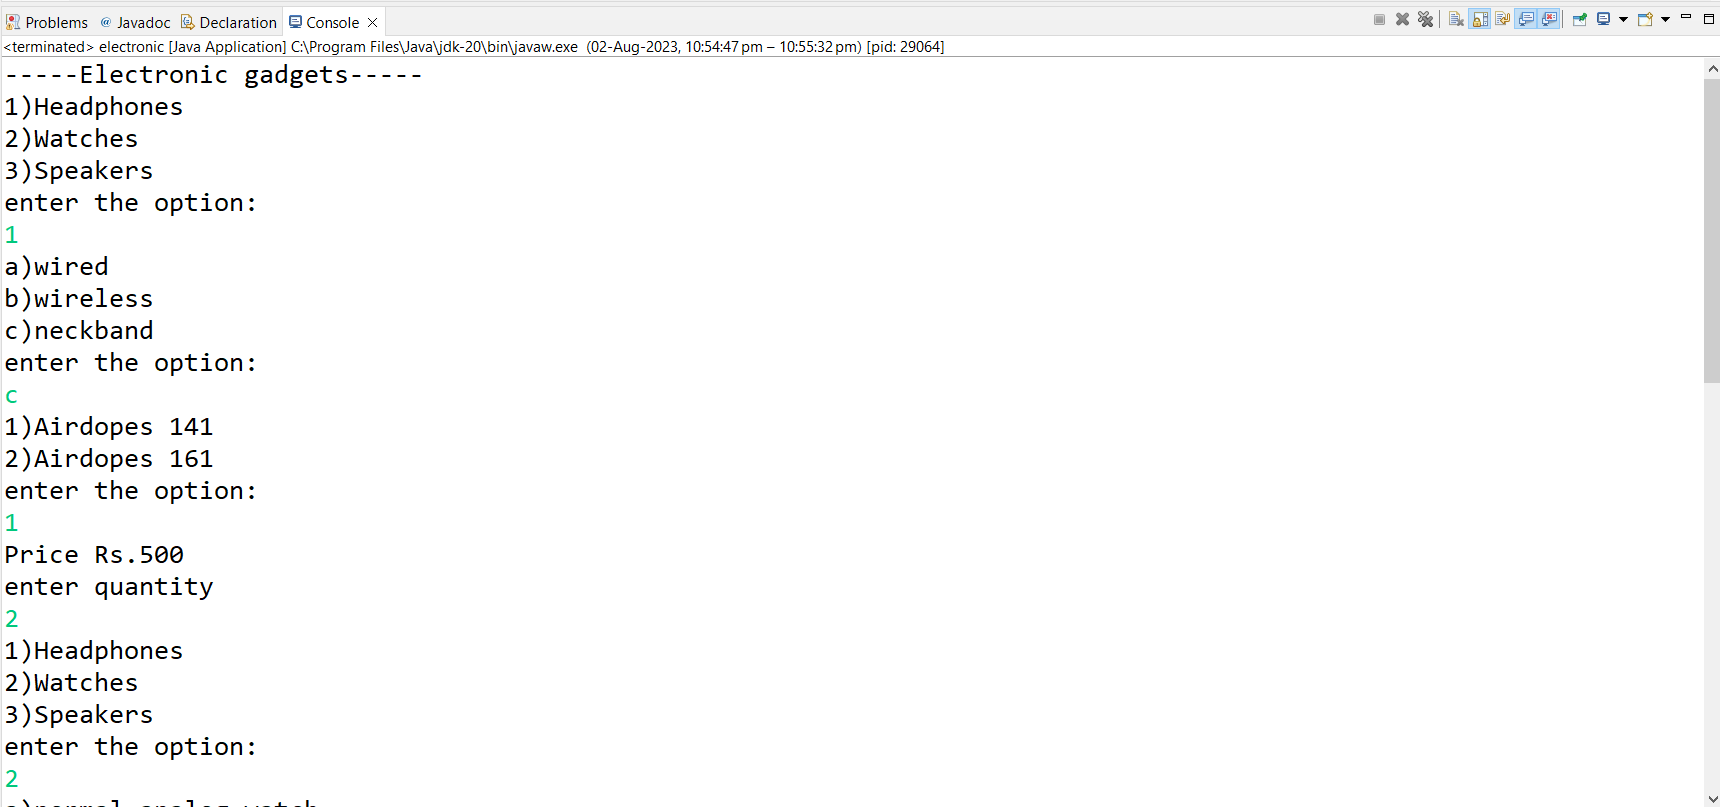 Problems @ Javadoc Declaration Console
<terminated> electronic [Java Application] C:\Program Files\Java\jdk-20\bin\javaw.exe (02-Aug-2023, 10:54:47 pm – 10:55:32 pm) [pid: 29064]
-----Electronic gadgets-----
1)Headphones
2)Watches
3)Speakers
enter the option:
1
a)wired
b)wireless
c)neckband
enter the option:
c
1)Airdopes 141
2)Airdopes 161
enter the option:
1
Price Rs.500
enter quantity
2
1)Headphones
2)Watches
3)Speakers
enter the option:
2
a)normal analog watch